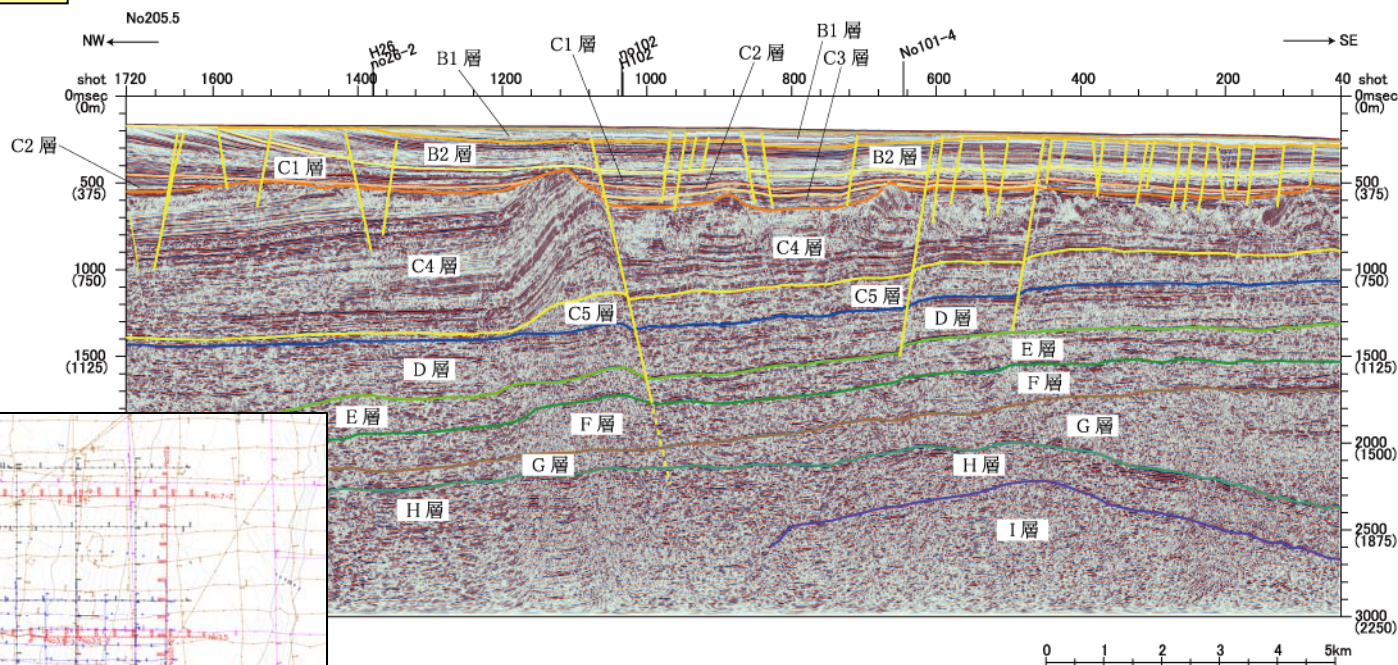 No205.5
NW
SE
H26
no26-2
no102
H102
No101-4
B1 層
C1 層
C2 層
B1 層
C3 層
shot
1720
1600
1400
1200
1000
800
600
400
200
40
shot
0msec
(0m)
0msec
(0m)
C2 層
C1 層
B2 層
B2 層
500
(375)
500
(375)
C4 層
C4 層
1000
(750)
1000
(750)
C5 層
C5 層
D 層
1500
(1125)
1500
(1125)
D 層
E 層
E 層
F 層
F 層
G 層
G 層
2000
(1500)
H 層
H 層
I 層
2500
(1875)
3000
(2250)
0 1 2 3 4 5km